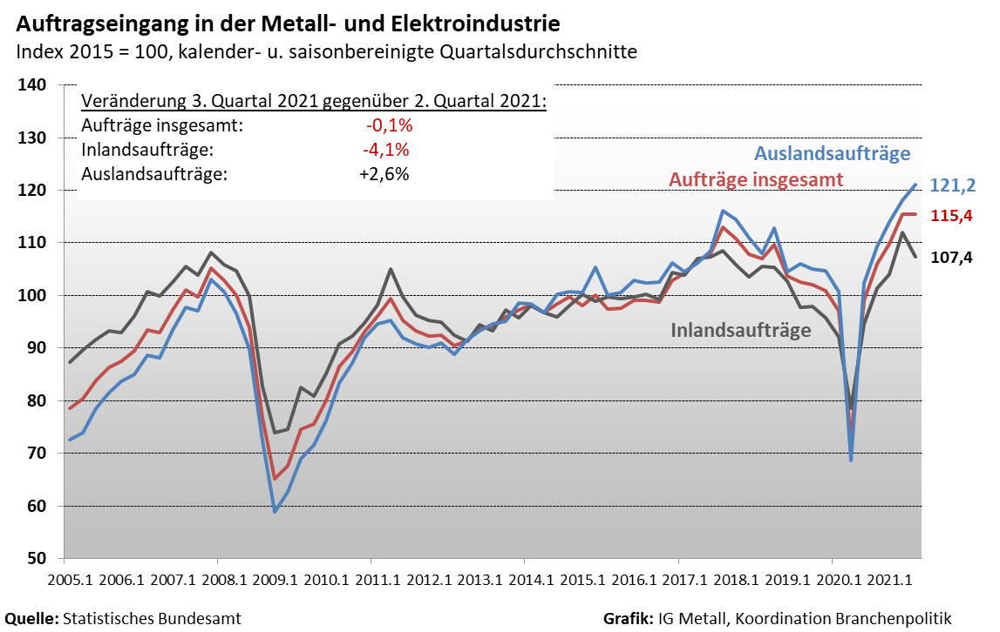 Auftragseingang in der Metall- und Elektroindustrie
Index 2015 = 100, kalender- u. saisonbereinigte Quartalsdurchschnitte
140
Veränderung 3. Quartal 2021 gegenüber 2. Quartal 2021:
Aufträge insgesamt: -0,1%
Inlandsaufträge: -4,1%
Auslandsaufträge: +2,6%
130
120
110
100
90
80
70
60
50
Auslandsaufträge
Aufträge insgesamt
Inlandsaufträge
121,2
115,4
107,4
2005.1 2006.1 2007.1 2008.1 2009.1 2010.1 2011.1 2012.1 2013.1 2014.1 2015.1 2016.1 2017.1 2018.1 2019.1 2020.1 2021.1
Quelle: Statistisches Bundesamt
Grafik: IG Metall, Koordination Branchenpolitik